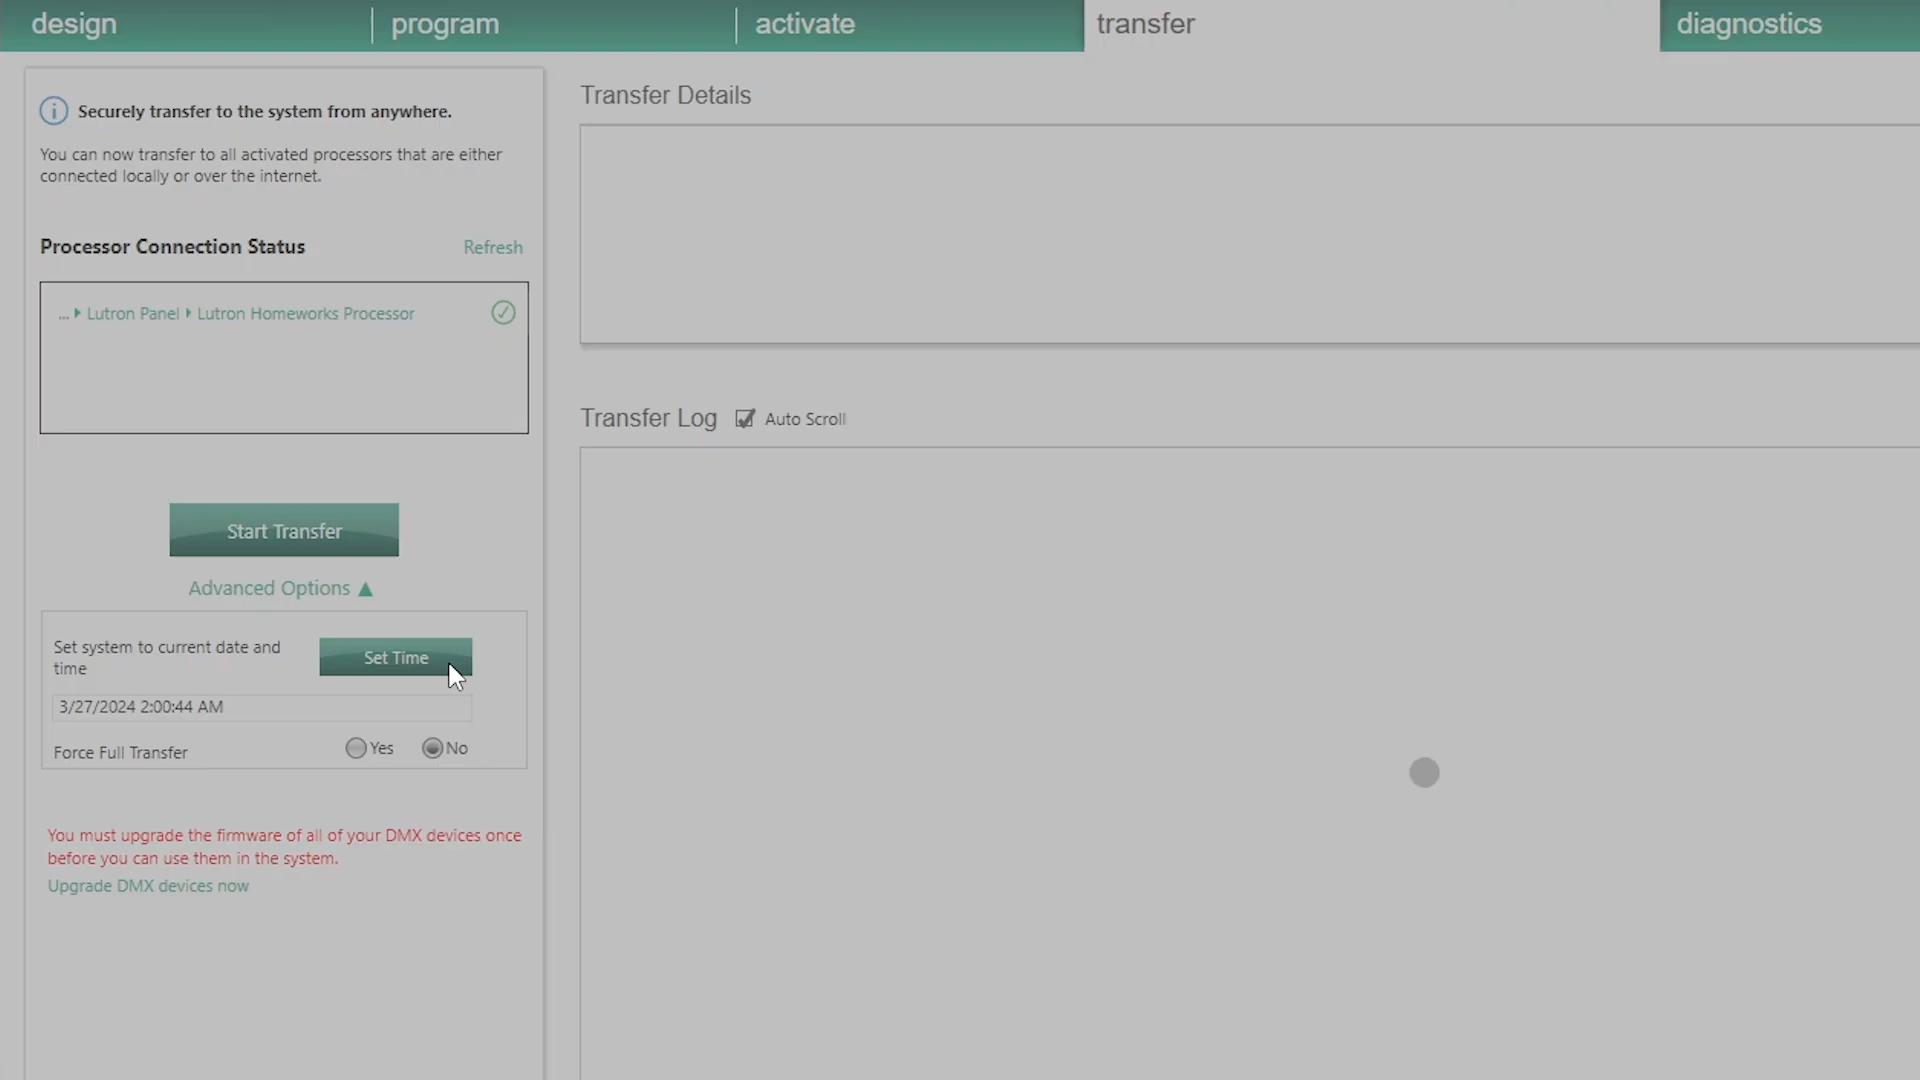 design
program
activate
transfer
diagnostics
Securely transfer to the system from anywhere.
You can now transfer to all activated processors that are either
connected locally or over the internet.
Processor Connection Status
Refresh
... Lutron Panel Lutron Homeworks Processor
Start Transfer
Advanced Options ▲
Set system to current date and
time
Set Time
3/27/2024 2:00:44 AM
Force Full Transfer
Yes
No
You must upgrade the firmware of all of your DMX devices once
before you can use them in the system.
Upgrade DMX devices now
Transfer Details
Transfer Log
Auto Scroll